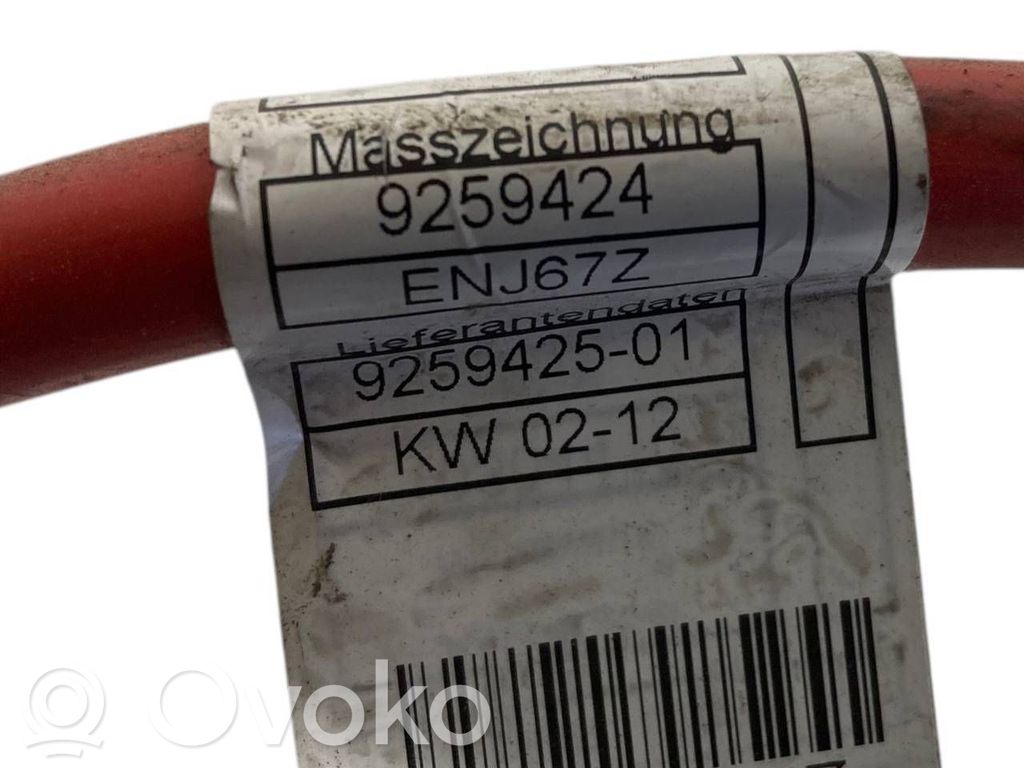 Masszeichnung
9259424
ENJ67Z
Lieferantendaten
9259425-01
KW 02-12
Ovoko